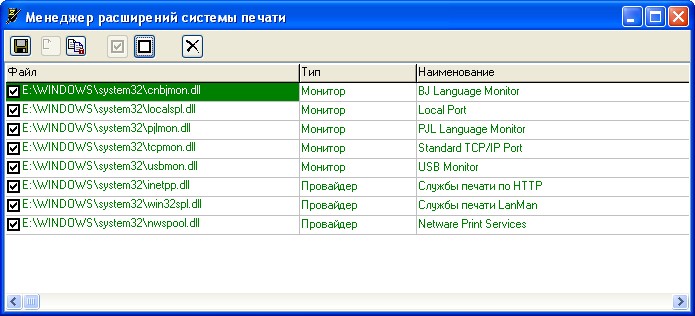 Менеджер расширений системы печати
Файл Тип Наименование
E:\WINDOWS\system32\cnbjmon.dll Монитор BJ Language Monitor
E:\WINDOWS\system32\localspl.dll Монитор Local Port
E:\WINDOWS\system32\pjlmon.dll Монитор PJL Language Monitor
E:\WINDOWS\system32\tcpmon.dll Монитор Standard TCP/IP Port
E:\WINDOWS\system32\usbmon.dll Монитор USB Monitor
E:\WINDOWS\system32\inetpp.dll Провайдер Службы печати по HTTP
E:\WINDOWS\system32\win32spl.dll Провайдер Службы печати LanMan
E:\WINDOWS\system32\nwspool.dll Провайдер Netware Print Services